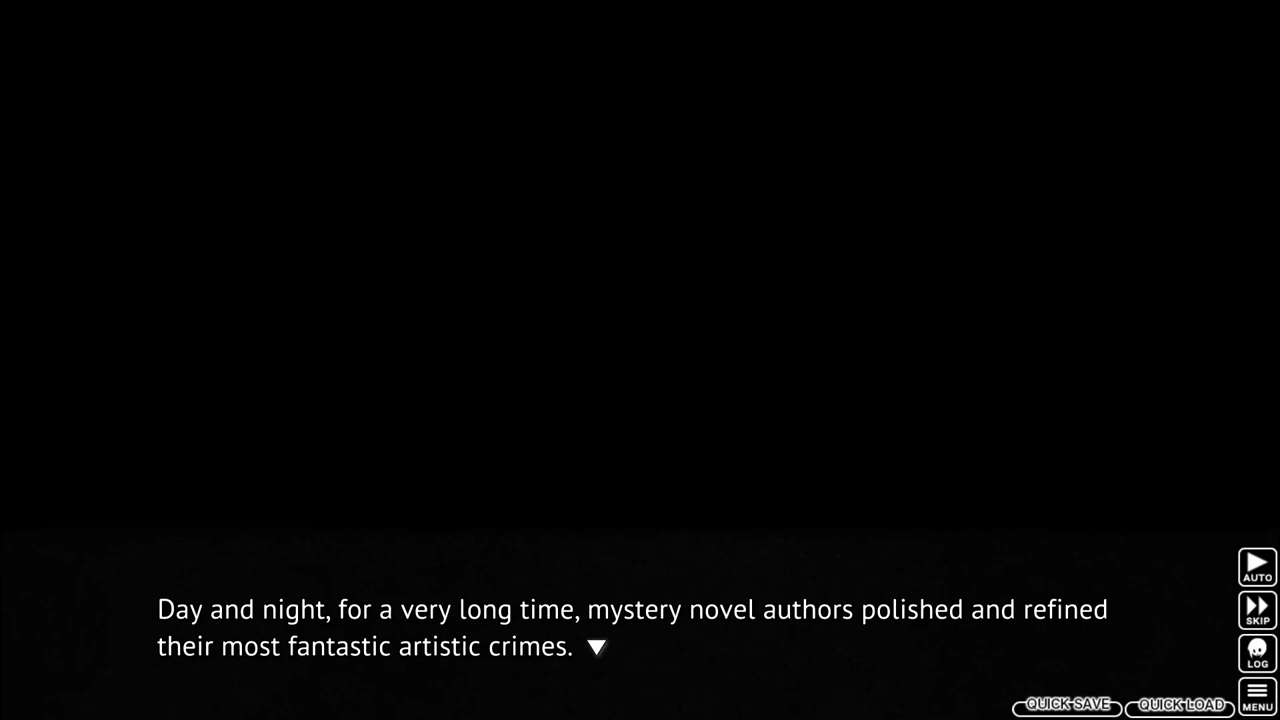 Day and night, for a very long time, mystery novel authors polished and refined
their most fantastic artistic crimes.
AUTO
SKIP
LOG
MENU
QUICK SAVE
QUICK LOAD